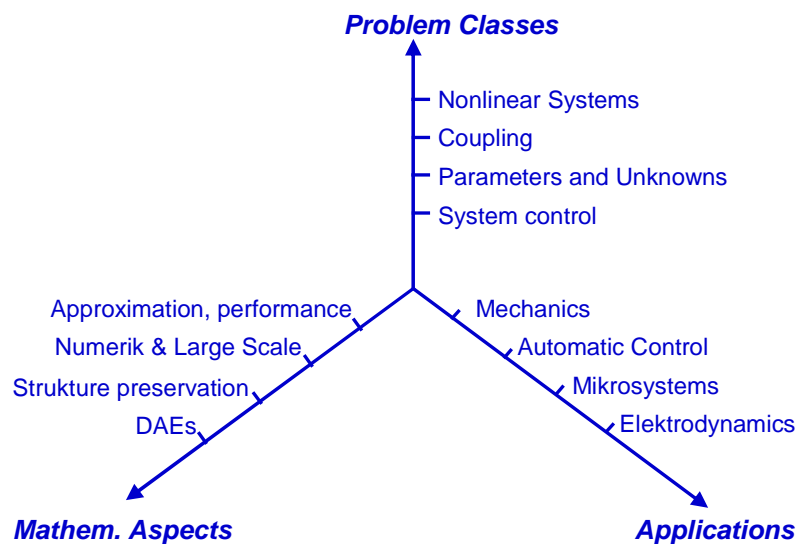 Problem Classes
Nonlinear Systems
Coupling
Parameters and Unknowns
System control
Approximation, performance
Numerik & Large Scale
Strukture preservation
DAEs
Mathem. Aspects
Mechanics
Automatic Control
Mikrosystems
Elektrodynamics
Applications